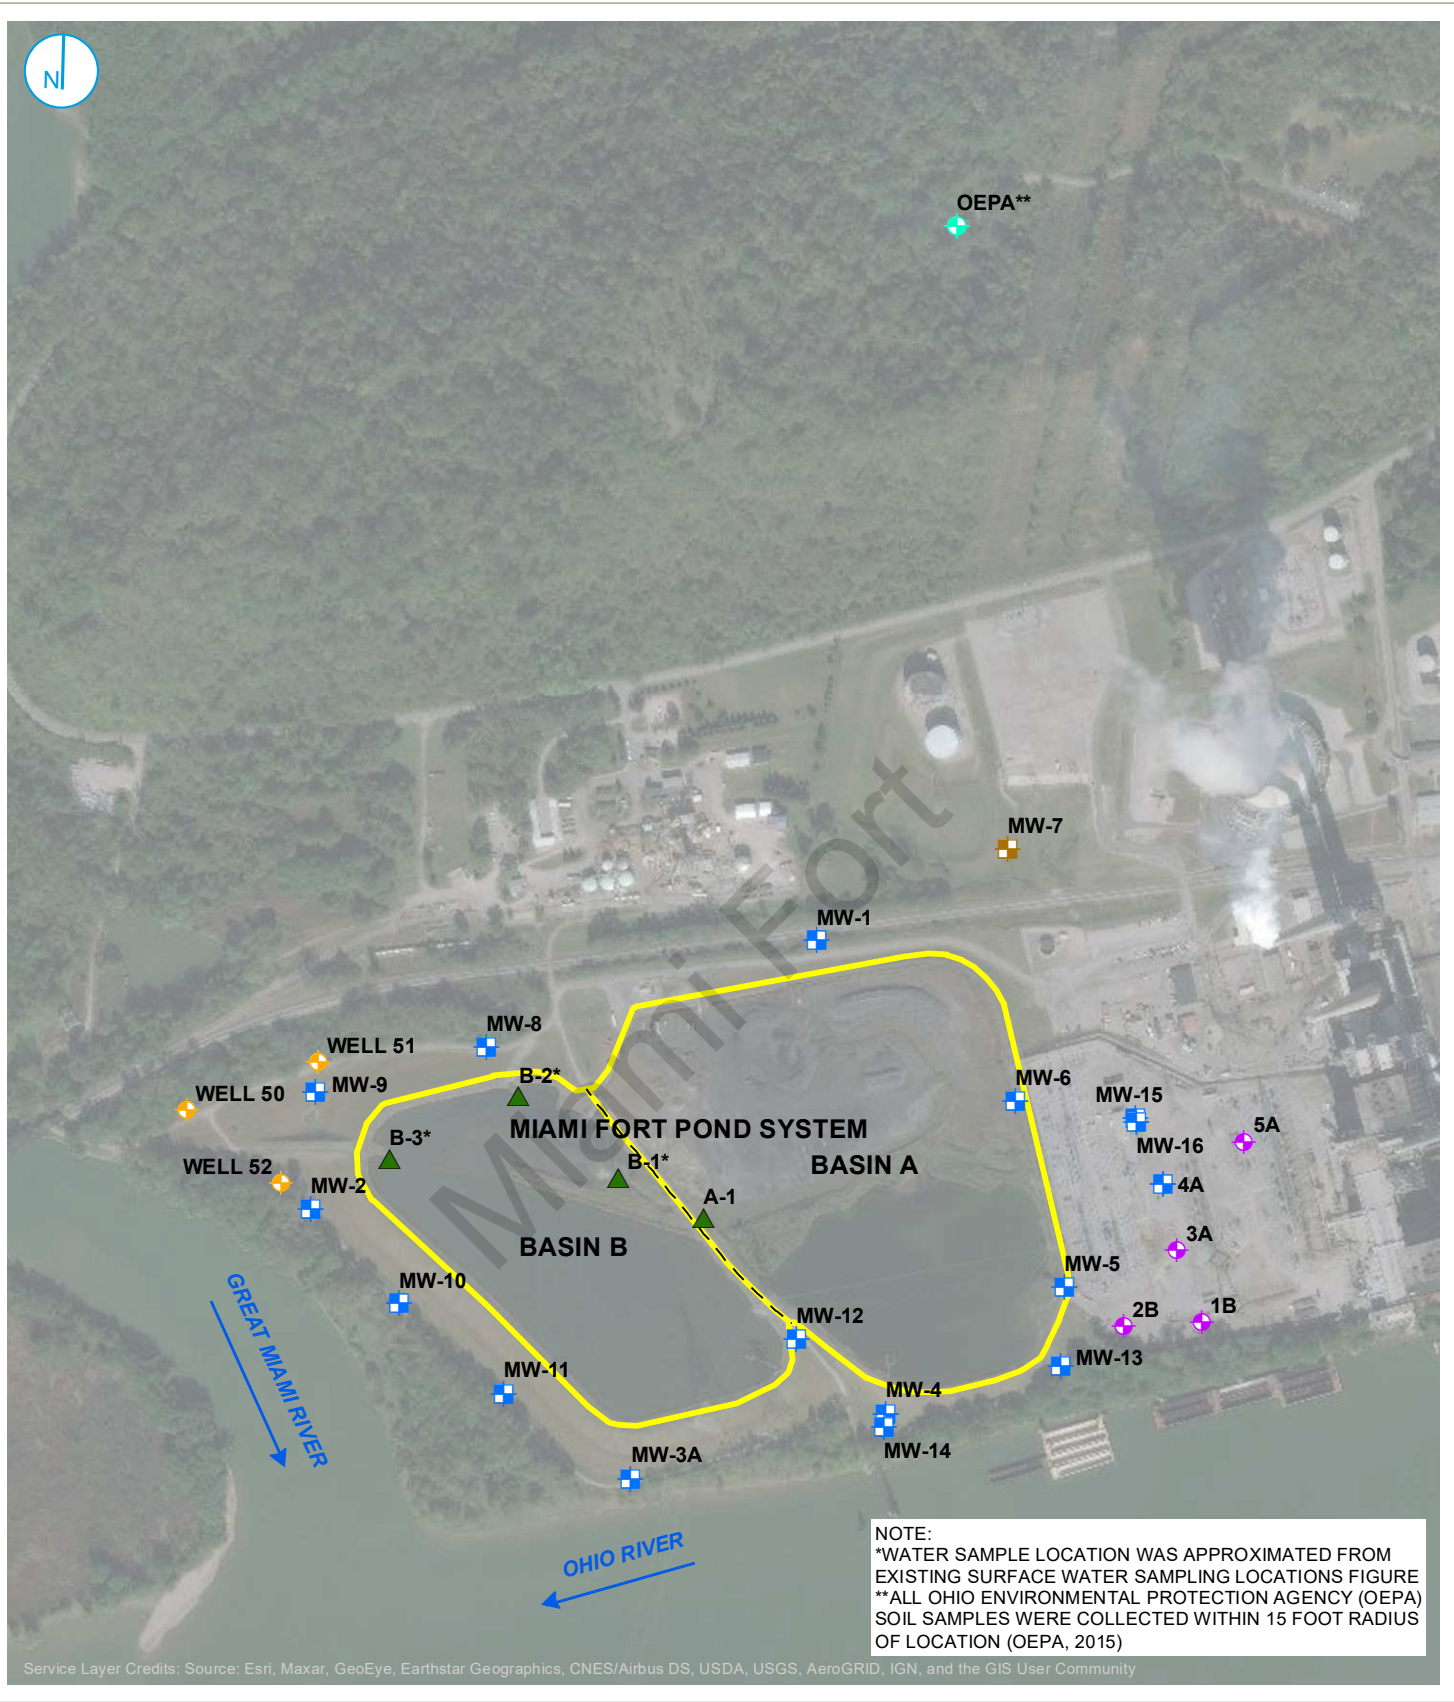 N
OEPA**
MW-7
MW-1
MW-8
WELL 51
MW-9
WELL 50
B-2*
MW-6
MW-15
5A
MIAMI FORT POND SYSTEM
B-3*
MW-16
BASIN A
B-1*
WELL 52
MW-2
4A
A-1
3A
BASIN B
MW-5
MW-10
2B
1B
MW-12
GREAT MIAMI RIVER
MW-13
MW-11
MW-4
MW-14
MW-3A
OHIO RIVER
Miami Fort
NOTE:
*WATER SAMPLE LOCATION WAS APPROXIMATED FROM
EXISTING SURFACE WATER SAMPLING LOCATIONS FIGURE
**ALL OHIO ENVIRONMENTAL PROTECTION AGENCY (OEPA)
SOIL SAMPLES WERE COLLECTED WITHIN 15 FOOT RADIUS
OF LOCATION (OEPA, 2015)
Service Layer Credits: Source: Esri, Maxar, GeoEye, Earthstar Geographics, CNES/Airbus DS, USDA, USGS, AeroGRID, IGN, and the GIS User Community